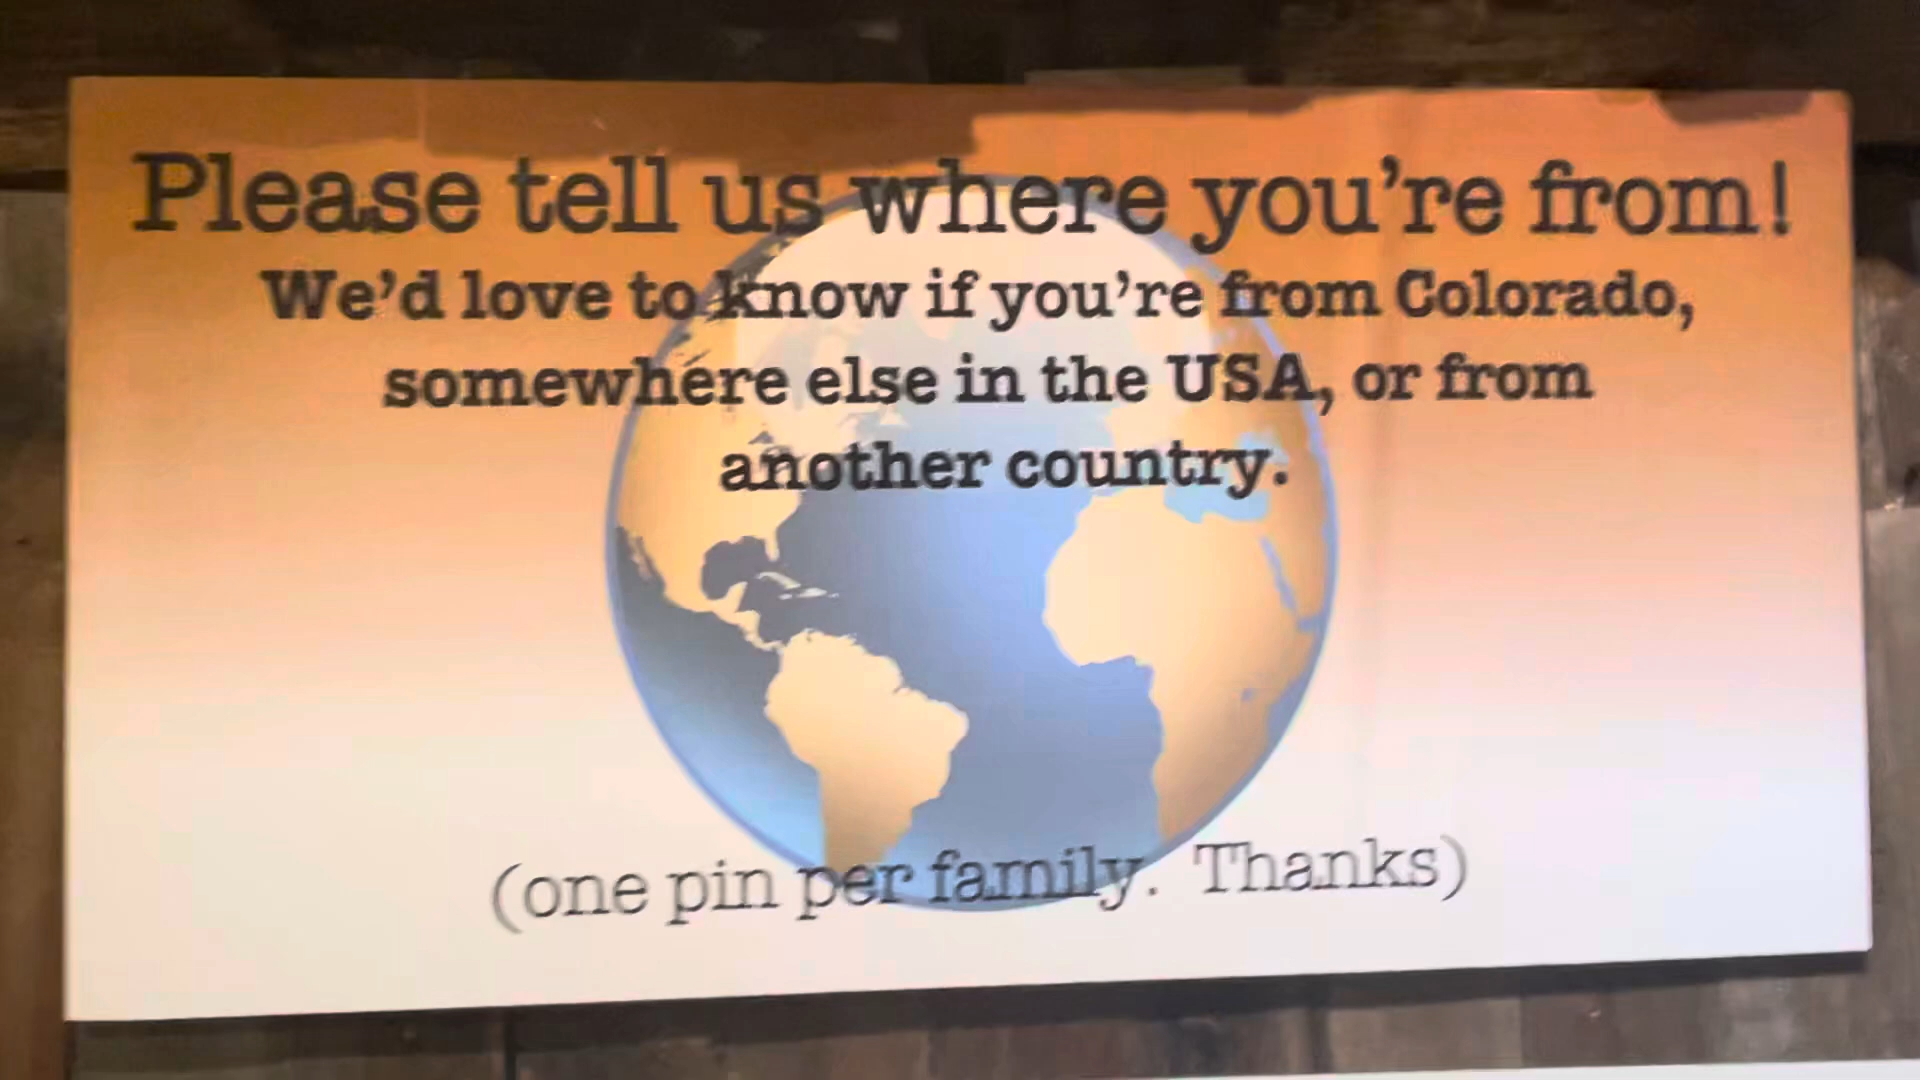 Please tell us where you're from!
We'd love to know if you're from Colorado,
somewhere else in the USA, or from
another country.
(one pin per family. Thanks)